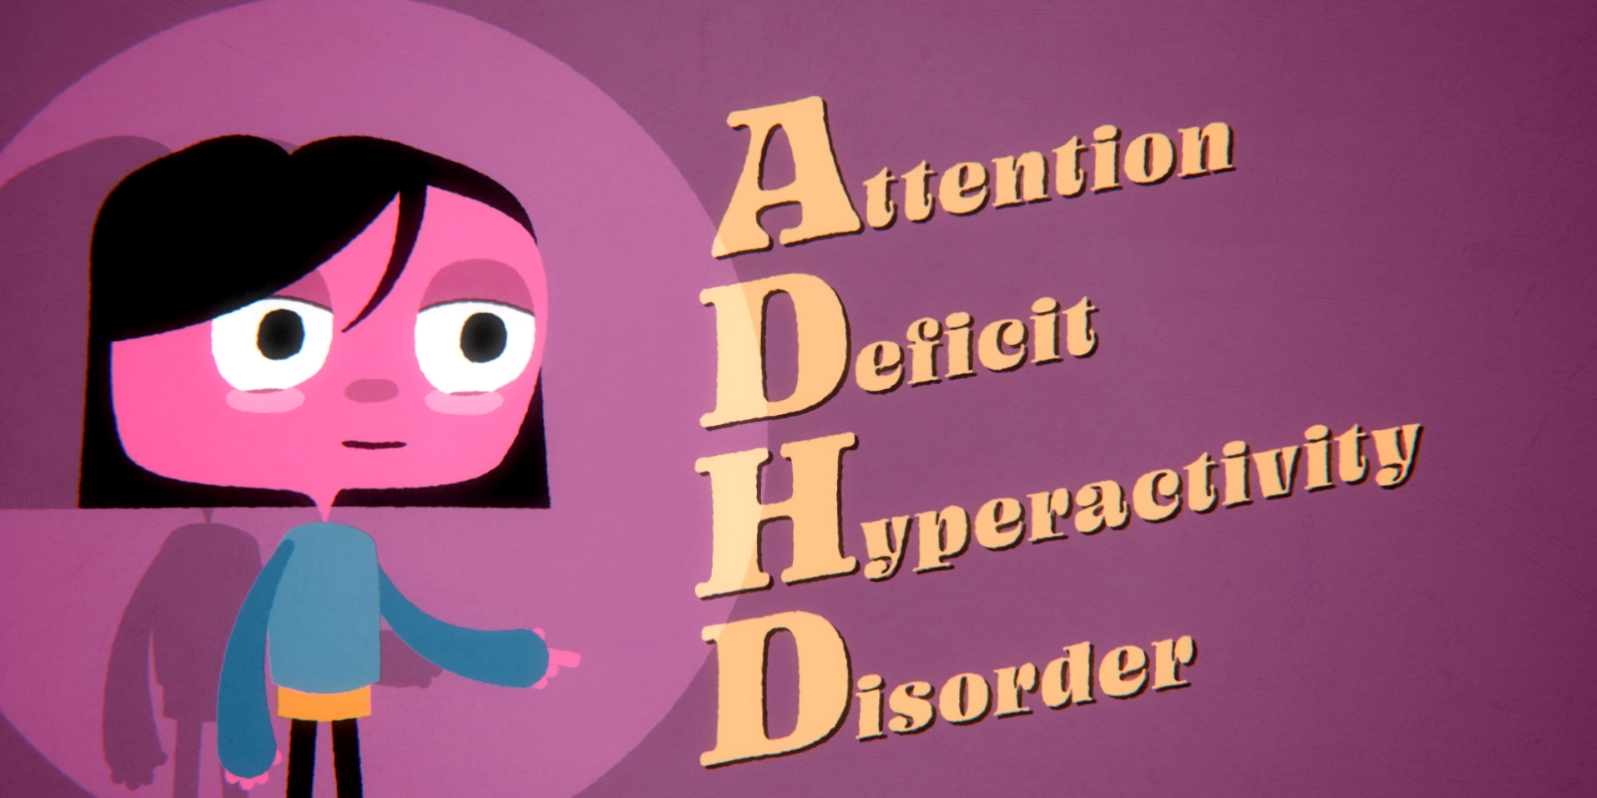 Attention
Deficit
Hyperactivity
Disorder